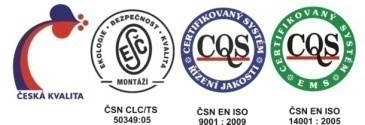 ČESKÁ KVALITA
EKOLOGIE · BEZPEČNOST · KVALITA
MONTÁŽÍ
ČSN CLC/TS
50349:05
CERTIFIKOVANÝ SYSTÉM
CQS
ŘÍZENÍ JAKOSTI
ČSN EN ISO
9001 : 2009
CERTIFIKOVANÝ SYSTÉM
CQS
EMS
ČSN EN ISO
14001 : 2005